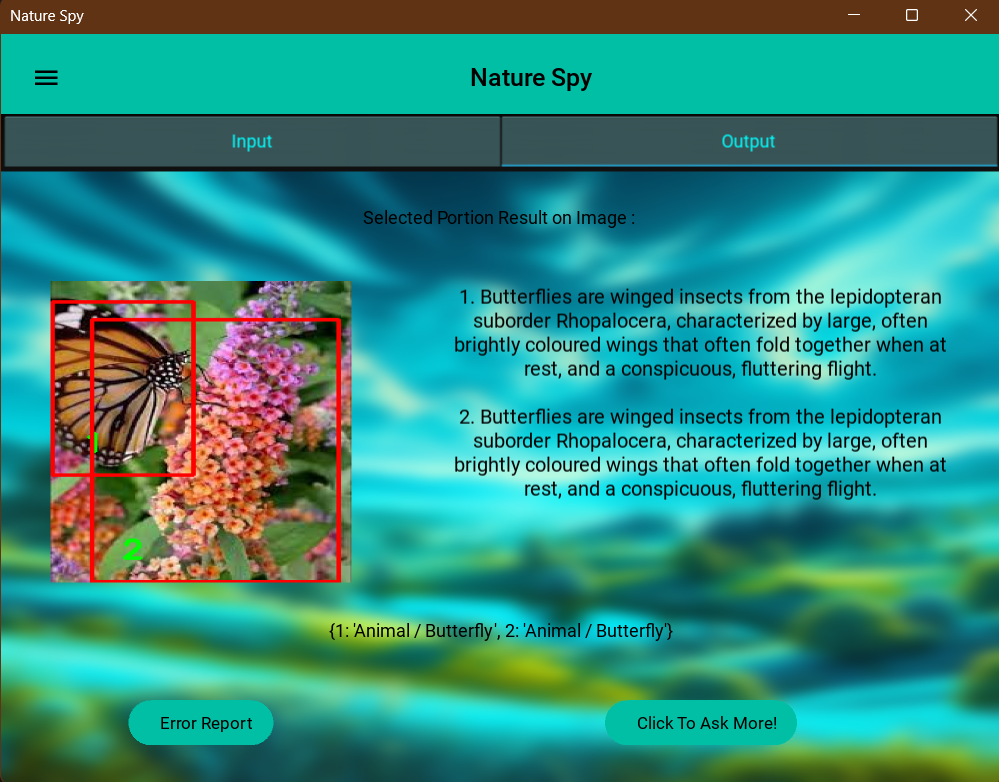 Nature Spy
Nature Spy
Input
Output
Selected Portion Result on Image :
1. Butterflies are winged insects from the lepidopteran
suborder Rhopalocera, characterized by large, often
brightly coloured wings that often fold together when at
rest, and a conspicuous, fluttering flight.
2. Butterflies are winged insects from the lepidopteran
suborder Rhopalocera, characterized by large, often
brightly coloured wings that often fold together when at
rest, and a conspicuous, fluttering flight.
1
2
{1: 'Animal / Butterfly', 2: 'Animal / Butterfly'}
Error Report
Click To Ask More!